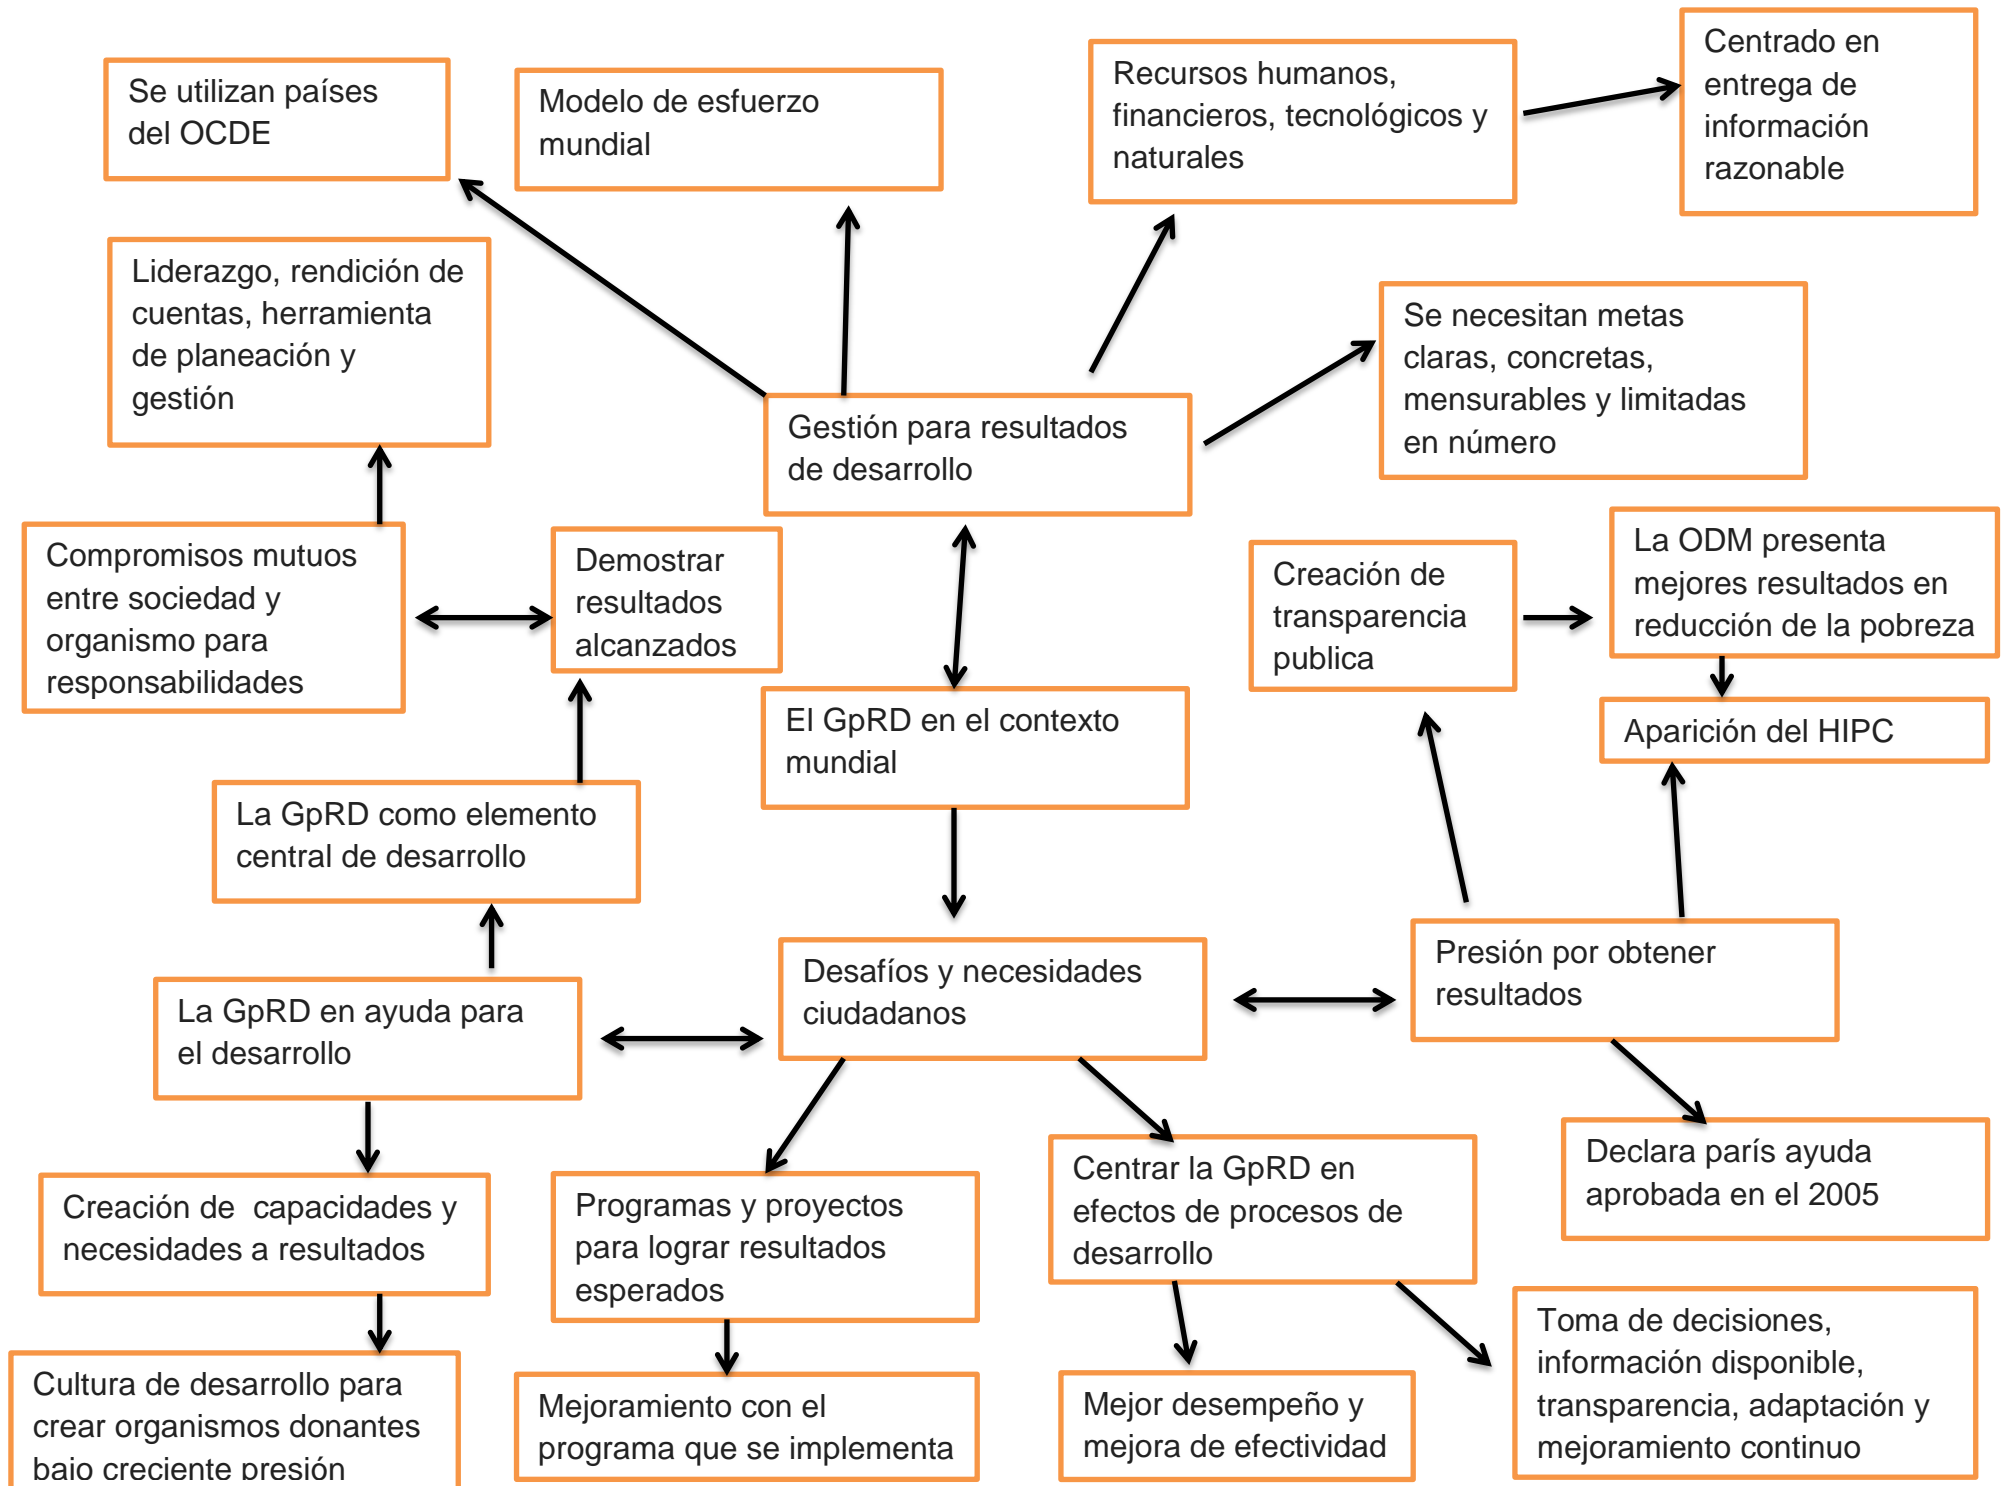 Se utilizan países
del OCDE
Modelo de esfuerzo
mundial
Recursos humanos,
financieros, tecnológicos y
naturales
Centrado en
entrega de
información
razonable
Liderazgo, rendición de
cuentas, herramienta
de planeación y
gestión
Se necesitan metas
claras, concretas,
mensurables y limitadas
en número
Gestión para resultados
de desarrollo
Compromisos mutuos
entre sociedad y
organismo para
responsabilidades
Demostrar
resultados
alcanzados
Creación de
transparencia
publica
La ODM presenta
mejores resultados en
reducción de la pobreza
El GpRD en el contexto
mundial
Aparición del HIPC
La GpRD como elemento
central de desarrollo
Desafíos y necesidades
ciudadanos
Presión por obtener
resultados
La GpRD en ayuda para
el desarrollo
Creación de  capacidades y
necesidades a resultados
Programas y proyectos
para lograr resultados
esperados
Centrar la GpRD en
efectos de procesos de
desarrollo
Declara parís ayuda
aprobada en el 2005
Cultura de desarrollo para
crear organismos donantes
bajo creciente presión
Mejoramiento con el
programa que se implementa
Mejor desempeño y
mejora de efectividad
Toma de decisiones,
información disponible,
transparencia, adaptación y
mejoramiento continuo